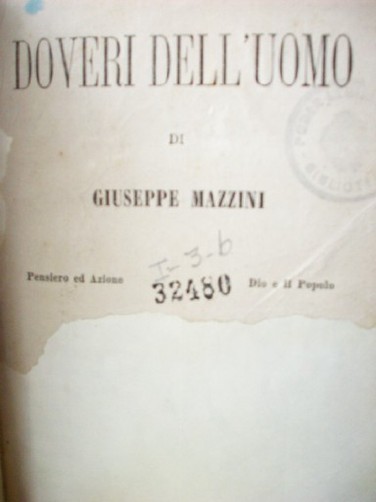 DOVERI DELL'UOMO
DI
GIUSEPPE MAZZINI
I-3-b
Pensiero ed Azione
32480
Dio e il Popolo